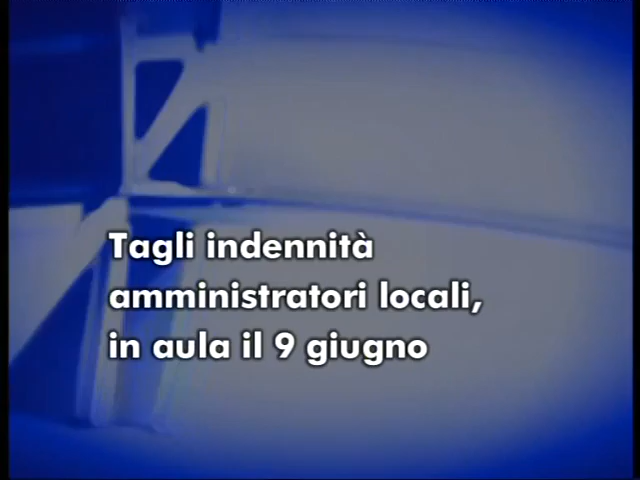 Tagli indennità
amministratori locali,
in aula il 9 giugno